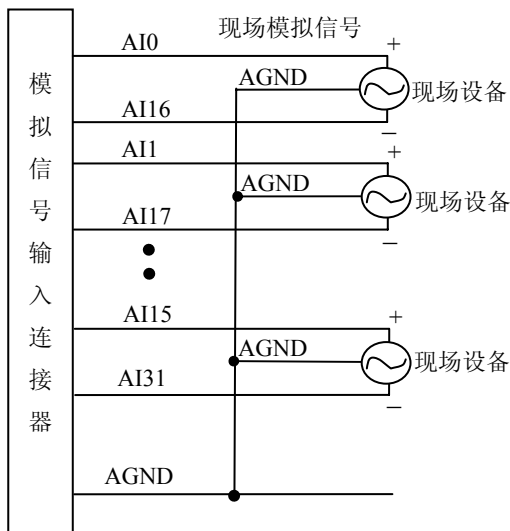 模拟信号输入连接器
现场模拟信号
AI0
+
AGND
现场设备
AI16
−
AI1
+
AGND
现场设备
AI17
−
AI15
+
AGND
现场设备
AI31
−
AGND